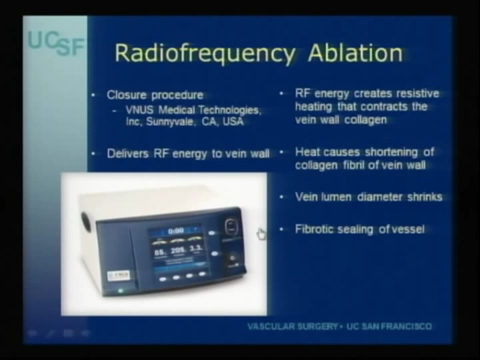 UCSF
Radiofrequency Ablation
• Closure procedure
– VNUS Medical Technologies,
Inc, Sunnyvale, CA, USA
• Delivers RF energy to vein wall
• RF energy creates resistive
heating that contracts the
vein wall collagen
• Heat causes shortening of
collagen fibril of vein wall
• Vein lumen diameter shrinks
• Fibrotic sealing of vessel
0:00
VASCULAR SURGERY • UC SAN FRANCISCO